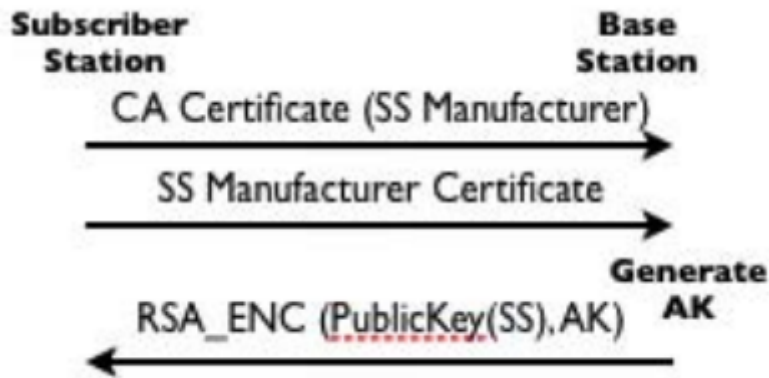 Subscriber
Station
Base
Station
CA Certificate (SS Manufacturer)
SS Manufacturer Certificate
Generate
AK
RSA_ENC (PublicKey(SS), AK)